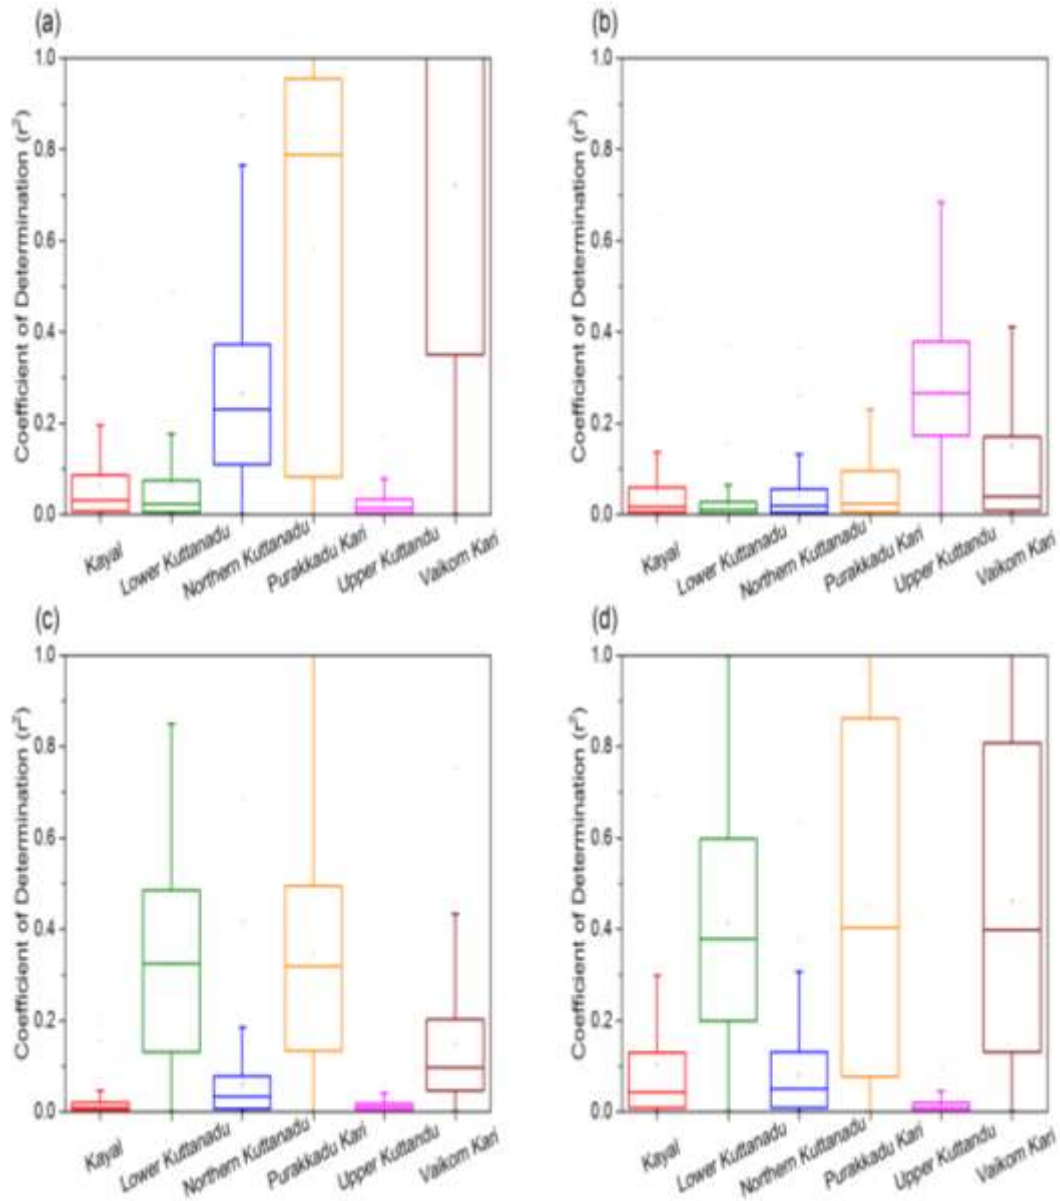 (a)
Coefficient of Determination (r²)
1.0
0.8
0.6
0.4
0.2
0.0
Kayal
Lower Kuttanadu
Northern Kuttanadu
Purakkadu Kari
Upper Kuttandu
Vaikom Kari
(b)
Coefficient of Determination (r²)
1.0
0.8
0.6
0.4
0.2
0.0
Kayal
Lower Kuttanadu
Northern Kuttanadu
Purakkadu Kari
Upper Kuttandu
Vaikom Kari
(c)
Coefficient of Determination (r²)
1.0
0.8
0.6
0.4
0.2
0.0
Kayal
Lower Kuttanadu
Northern Kuttanadu
Purakkadu Kari
Upper Kuttandu
Vaikom Kari
(d)
Coefficient of Determination (r²)
1.0
0.8
0.6
0.4
0.2
0.0
Kayal
Lower Kuttanadu
Northern Kuttanadu
Purakkadu Kari
Upper Kuttandu
Vaikom Kari